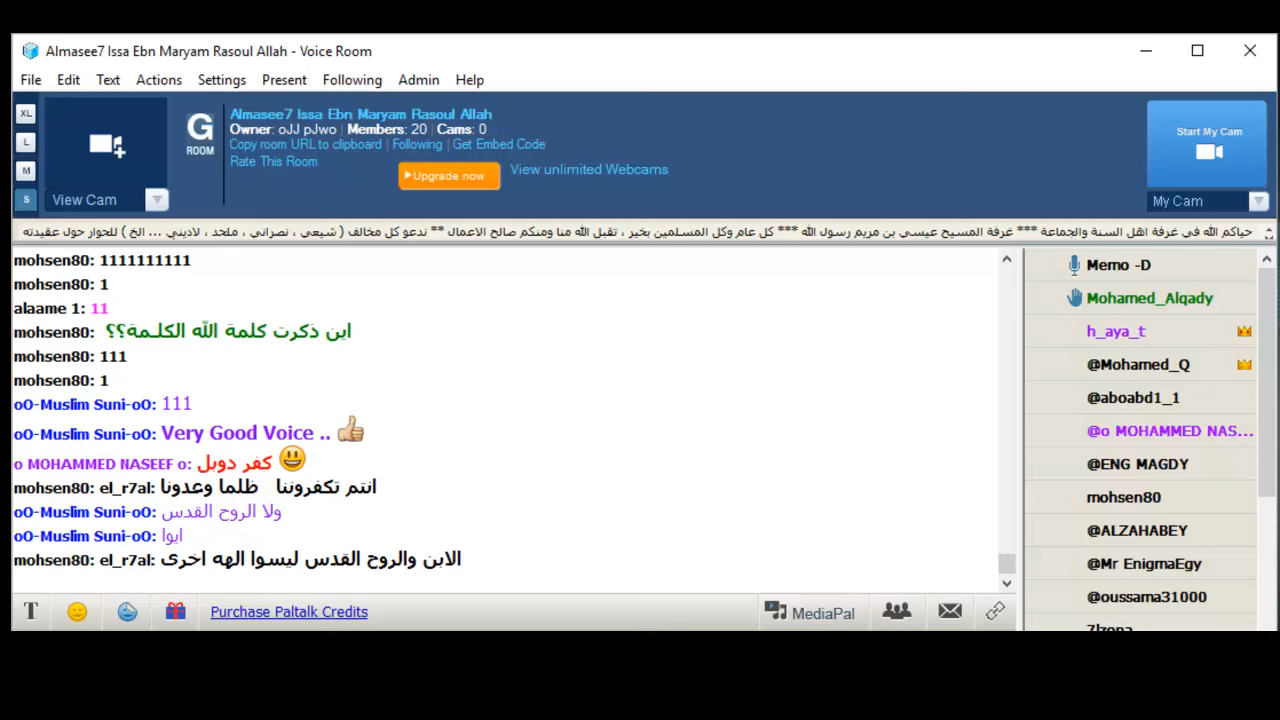 Almasee7 Issa Ebn Maryam Rasoul Allah - Voice Room
File Edit Text Actions Settings Present Following Admin Help
XL
L
M
S
View Cam
G
ROOM
Almasee7 Issa Ebn Maryam Rasoul Allah
Owner: oJJ pJwo | Members: 20 | Cams: 0
Copy room URL to clipboard | Following | Get Embed Code
Rate This Room
Upgrade now
View unlimited Webcams
Start My Cam
My Cam
حياكم الله في غرفة اهل السنة والجماعة *** غرفة المسيح عيسي بن مريم رسول الله *** كل عام وكل المسلمين بخير ، تقبل الله منا ومنكم صالح الاعمال ** ندعو كل مخالف ( شيعي ، نصراني ، ملحد ، لاديني ... الخ ) للحوار حول عقيدته
mohsen80: 1111111111
mohsen80: 1
alaame 1: 11
mohsen80: اين ذكرت كلمة الله الكلـمة؟؟
mohsen80: 111
mohsen80: 1
oO-Muslim Suni-oO: 111
oO-Muslim Suni-oO: Very Good Voice ..
o MOHAMMED NASEEF o: كفر دوبل
mohsen80: el_r7al: انتم تكفروننا ظلما وعدونا
oO-Muslim Suni-oO: ولا الروح القدس
oO-Muslim Suni-oO: ايوا
mohsen80: el_r7al: الابن والروح القدس ليسوا الهه اخرى
Memo -D
Mohamed_Alqady
h_aya_t
@Mohamed_Q
@aboabd1_1
@o MOHAMMED NAS...
@ENG MAGDY
mohsen80
@ALZAHABEY
@Mr EnigmaEgy
@oussama31000
7lzona
T
Purchase Paltalk Credits
MediaPal